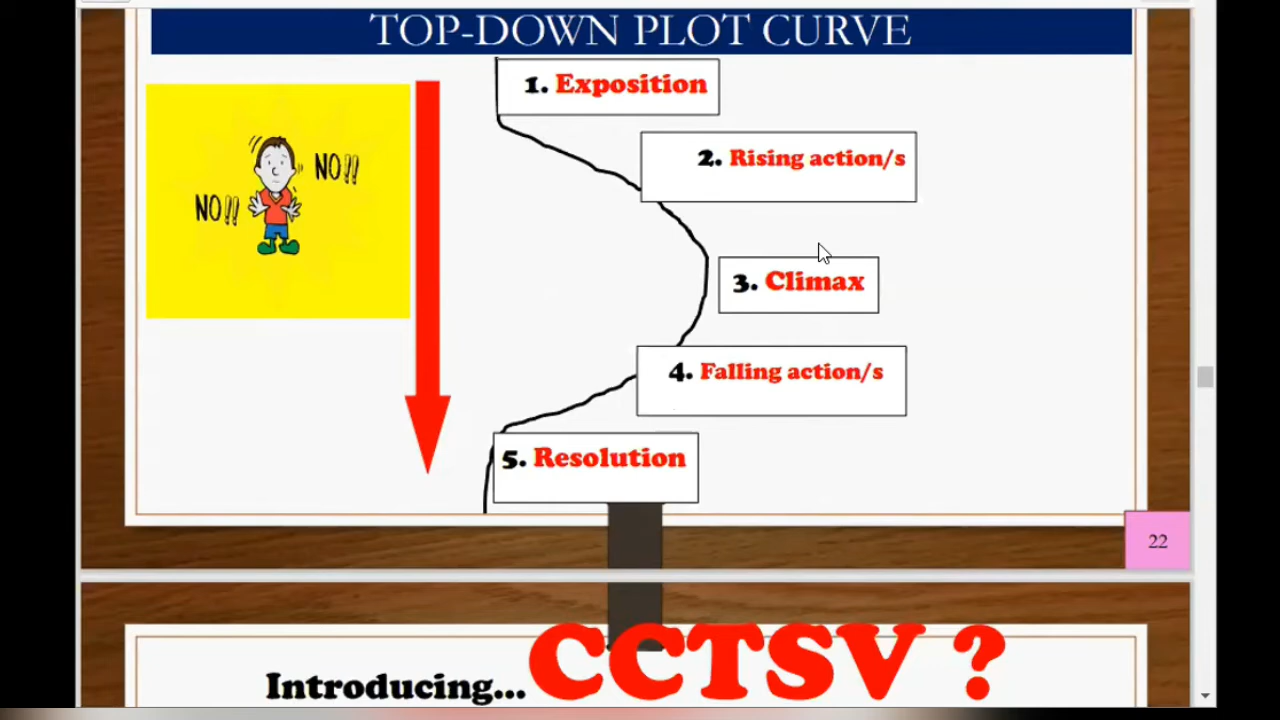 TOP-DOWN PLOT CURVE
1. Exposition
2. Rising action/s
NO!!
NO!!
3. Climax
4. Falling action/s
5. Resolution
22
Introducing...CCTSV ?